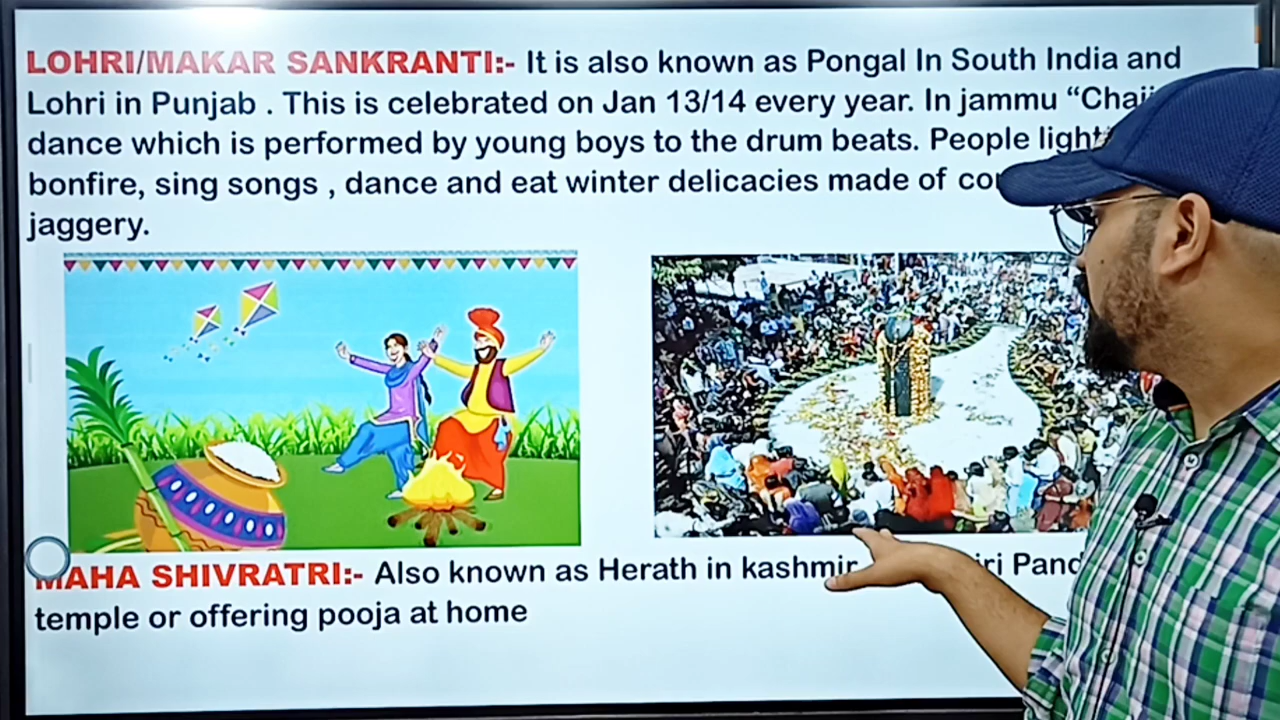 LOHRI/MAKAR SANKRANTI:- It is also known as Pongal In South India and
Lohri in Punjab . This is celebrated on Jan 13/14 every year. In jammu
dance which is performed by young boys to the drum beats. People
bonfire, sing songs , dance and eat winter delicacies made of
jaggery.
MAHA SHIVRATRI:- Also known as Herath in kashmir
temple or offering pooja at home